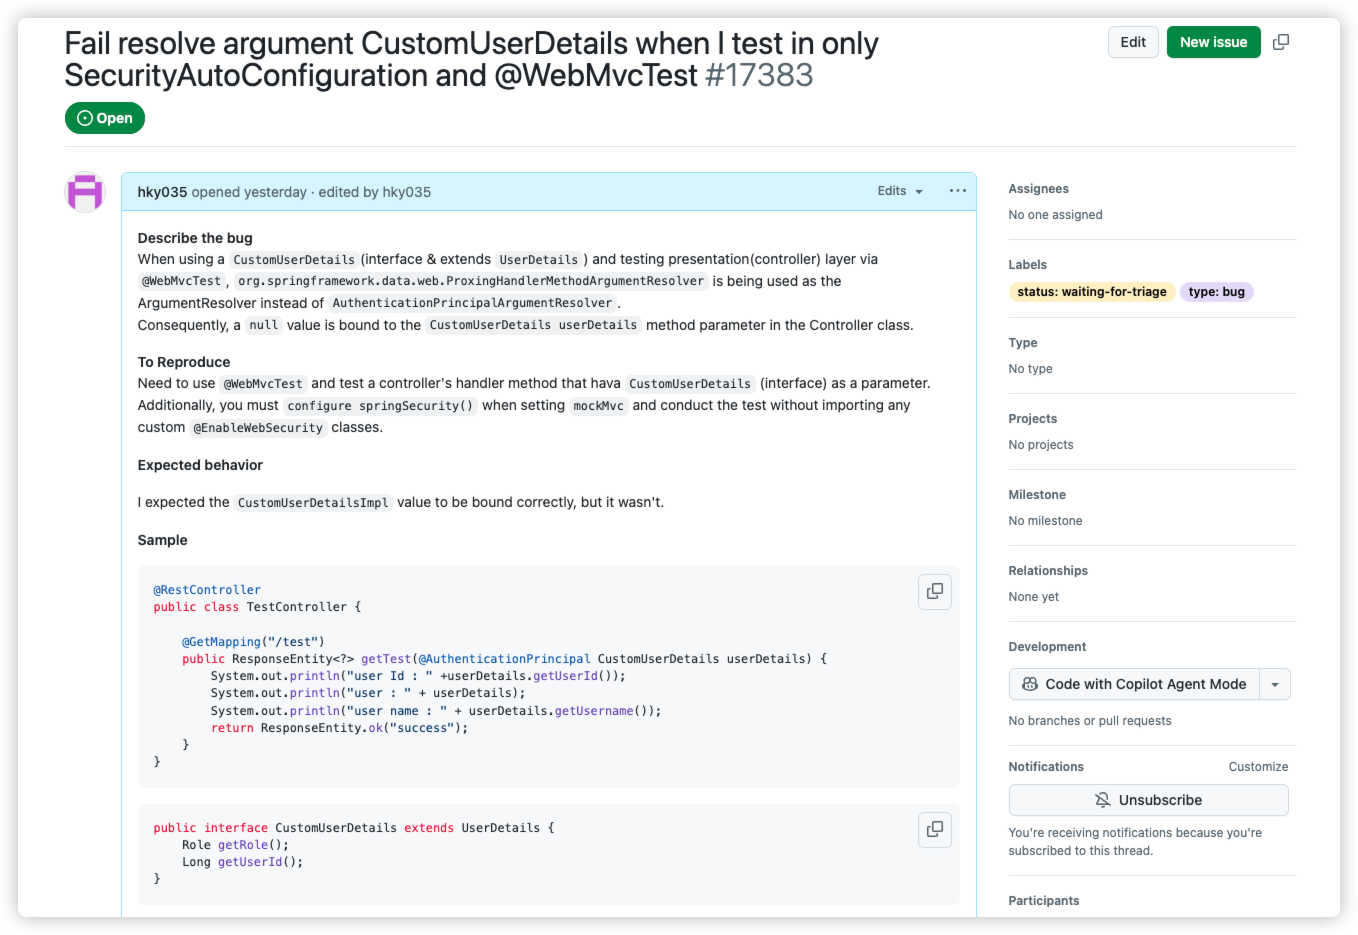 Fail resolve argument CustomUserDetails when I test in only
SecurityAutoConfiguration and @WebMvcTest #17383
Edit
New issue
Open
hky035 opened yesterday · edited by hky035
Edits
Describe the bug
When using a CustomUserDetails (interface & extends UserDetails ) and testing presentation(controller) layer via
@WebMvcTest , org.springframework.data.web.ProxingHandlerMethodArgumentResolver is being used as the
ArgumentResolver instead of AuthenticationPrincipalArgumentResolver .
Consequently, a null value is bound to the CustomUserDetails userDetails method parameter in the Controller class.
To Reproduce
Need to use @WebMvcTest and test a controller's handler method that hava CustomUserDetails (interface) as a parameter.
Additionally, you must configure springSecurity() when setting mockMvc and conduct the test without importing any
custom @EnableWebSecurity classes.
Expected behavior
I expected the CustomUserDetailsImpl value to be bound correctly, but it wasn't.
Sample
@RestController
public class TestController {
@GetMapping("/test")
public ResponseEntity<?> getTest(@AuthenticationPrincipal CustomUserDetails userDetails) {
System.out.println("user Id : " +userDetails.getUserId());
System.out.println("user : " + userDetails);
System.out.println("user name : " + userDetails.getUsername());
return ResponseEntity.ok("success");
}
}
public interface CustomUserDetails extends UserDetails {
Role getRole();
Long getUserId();
}
Assignees
No one assigned
Labels
status: waiting-for-triage
type: bug
Type
No type
Projects
No projects
Milestone
No milestone
Relationships
None yet
Development
Code with Copilot Agent Mode
No branches or pull requests
Notifications
Customize
Unsubscribe
You're receiving notifications because you're
subscribed to this thread.
Participants